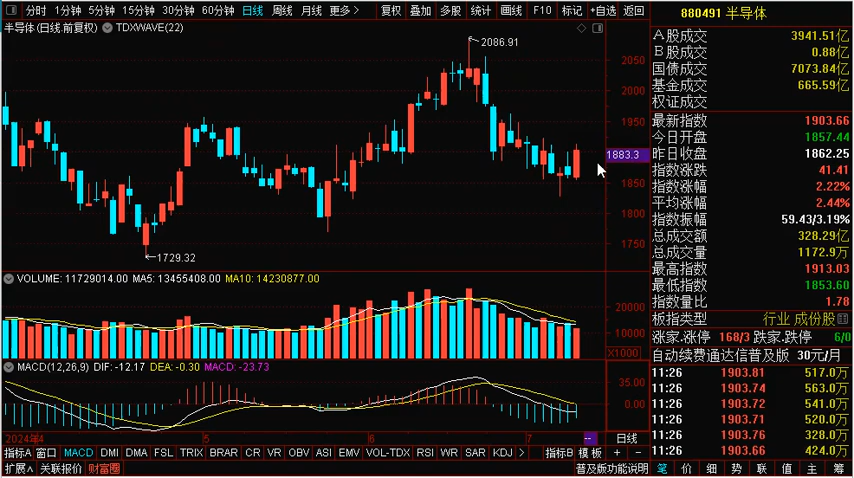 分时 1分钟 5分钟 15分钟 30分钟 60分钟 日线 周线 月线 更多 >
复权 叠加 多股 统计 画线 F10 标记 +自选 返回
880491 半导体
半导体(日线.前复权) TDXWAVE(22)
2086.91
2050
2000
1950
1900
1883.3
1850
1800
1750
1729.32
A股成交 3941.51亿
B股成交 0.88亿
国债成交 7073.84亿
基金成交 665.59亿
权证成交
最新指数 1903.66
今日开盘 1857.44
昨日收盘 1862.25
指数涨跌 41.41
指数涨幅 2.22%
平均涨幅 2.44%
指数振幅 59.43/3.19%
总成交额 328.29亿
总成交量 1172.9万
最高指数 1913.03
最低指数 1853.60
指数量比 1.78
板指类型 行业 成份股
涨家.涨停 168/3 跌家.跌停 6/0
自动续费通达信普及版 30元/月
11:26 1903.81 517.0万
11:26 1903.74 563.0万
11:26 1903.72 541.0万
11:26 1903.71 520.0万
11:26 1903.76 328.0万
11:26 1903.66 424.0万
VOLUME: 11729014.00 MA5: 13455408.00 MA10: 14230877.00
20000
10000
X1000
MACD(12,26,9) DIF: -12.17 DEA: -0.30 MACD: -23.73
35.00
0.00
2024年4 5 6 7 -- 日线
指标A 窗口 MACD DMI DMA FSL TRIX BRAR CR VR OBV ASI EMV VOL-TDX RSI WR SAR KDJ > 指标B 模板 + −
扩展∧ 关联报价 财富圈 普及版功能说明
笔 价 细 势 联 值 主 筹